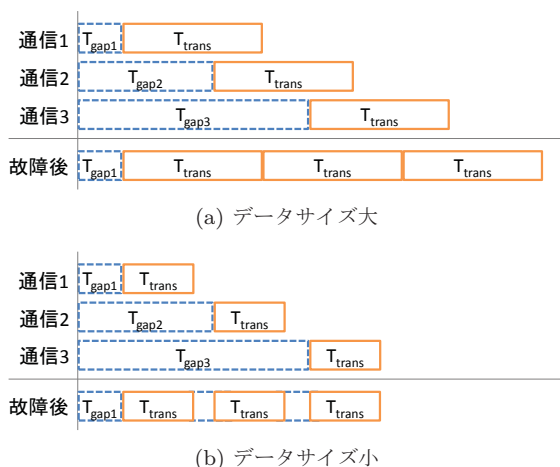 通信1 Tgap1 Ttrans
通信2 Tgap2 Ttrans
通信3 Tgap3 Ttrans
故障後 Tgap1 Ttrans Ttrans Ttrans
(a) データサイズ大
通信1 Tgap1 Ttrans
通信2 Tgap2 Ttrans
通信3 Tgap3 Ttrans
故障後 Tgap1 Ttrans Ttrans Ttrans
(b) データサイズ小